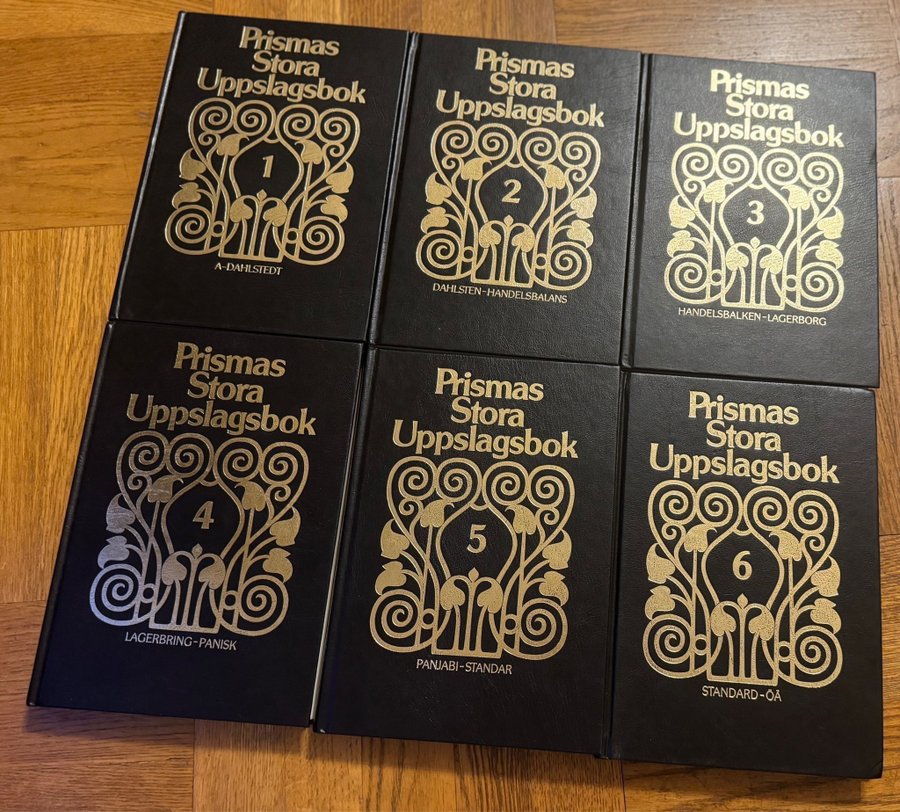 Prismas
Stora
Uppslagsbok
1
A–DAHLSTEDT
Prismas
Stora
Uppslagsbok
2
DAHLSTEN–HANDELSBALANS
Prismas
Stora
Uppslagsbok
3
HANDELSBALKEN–LAGERBORG
Prismas
Stora
Uppslagsbok
4
LAGERBRING–PANISK
Prismas
Stora
Uppslagsbok
5
PANJABI–STANDAR
Prismas
Stora
Uppslagsbok
6
STANDARD–ÖÄ